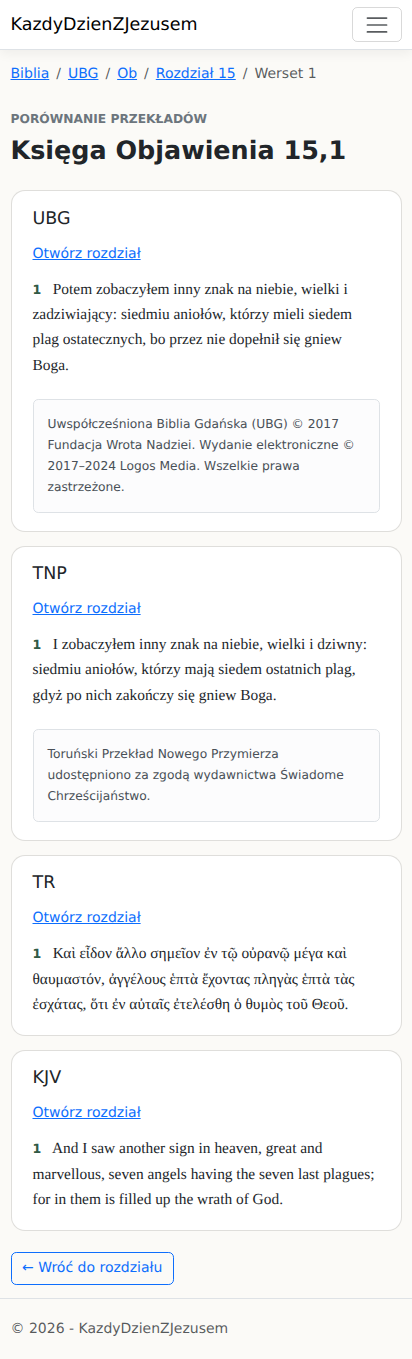 KazdyDzienZJezusem
Biblia / UBG / Ob / Rozdział 15 / Werset 1
PORÓWNANIE PRZEKŁADÓW
Księga Objawienia 15,1
UBG
Otwórz rozdział
1 Potem zobaczyłem inny znak na niebie, wielki i
zadziwiający: siedmiu aniołów, którzy mieli siedem
plag ostatecznych, bo przez nie dopełnił się gniew
Boga.
Uwspółcześniona Biblia Gdańska (UBG) © 2017
Fundacja Wrota Nadziei. Wydanie elektroniczne ©
2017–2024 Logos Media. Wszelkie prawa
zastrzeżone.
TNP
Otwórz rozdział
1 I zobaczyłem inny znak na niebie, wielki i dziwny:
siedmiu aniołów, którzy mają siedem ostatnich plag,
gdyż po nich zakończy się gniew Boga.
Toruński Przekład Nowego Przymierza
udostępniono za zgodą wydawnictwa Świadome
Chrześcijaństwo.
TR
Otwórz rozdział
1 Καὶ εἶδον ἄλλο σημεῖον ἐν τῷ οὐρανῷ μέγα καὶ
θαυμαστόν, ἀγγέλους ἑπτὰ ἔχοντας πληγὰς ἑπτὰ τὰς
ἐσχάτας, ὅτι ἐν αὐταῖς ἐτελέσθη ὁ θυμὸς τοῦ Θεοῦ.
KJV
Otwórz rozdział
1 And I saw another sign in heaven, great and
marvellous, seven angels having the seven last plagues;
for in them is filled up the wrath of God.
← Wróć do rozdziału
© 2026 - KazdyDzienZJezusem